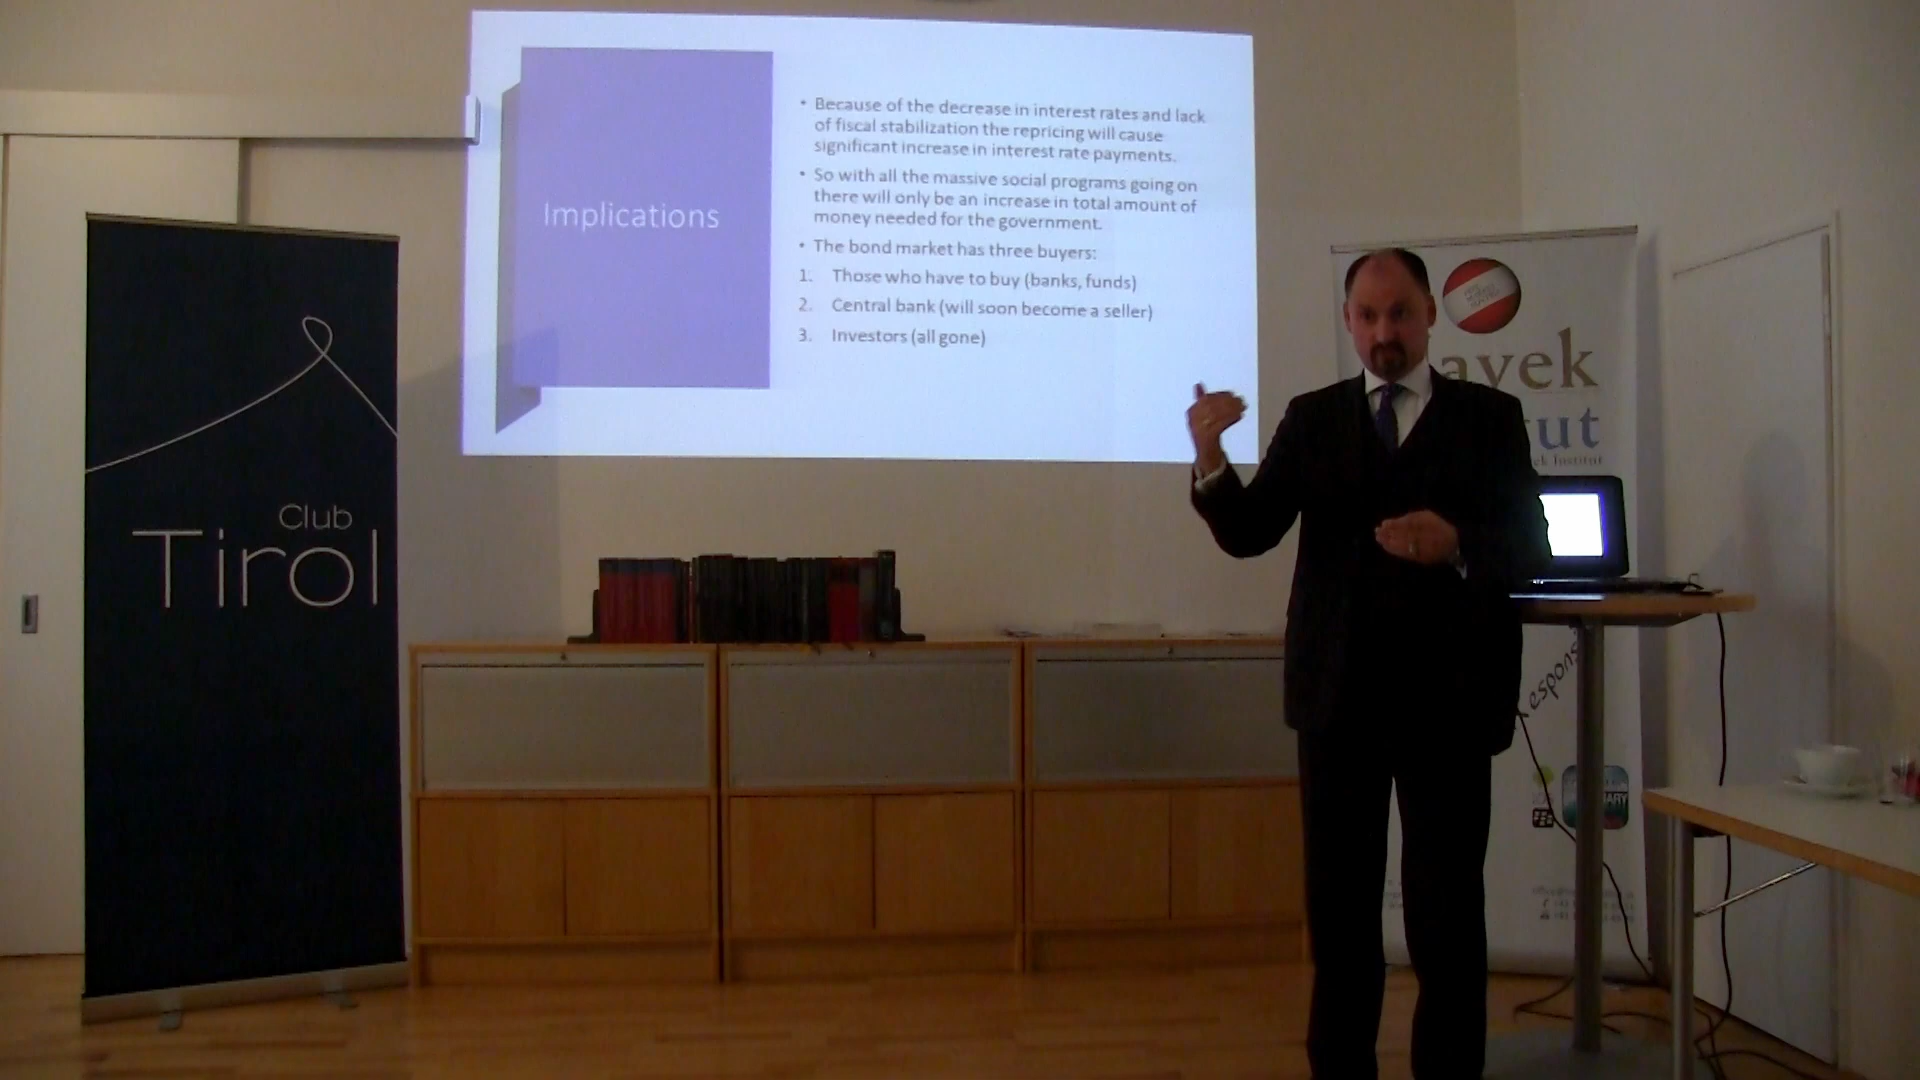 Implications
• Because of the decrease in interest rates and lack
of fiscal stabilization the repricing will cause
significant increase in interest rate payments.
• So with all the massive social programs going on
there will only be an increase in total amount of
money needed for the government.
• The bond market has three buyers:
1. Those who have to buy (banks, funds)
2. Central bank (will soon become a seller)
3. Investors (all gone)
Club
Tirol
ayek
tut
ek Institut
espons